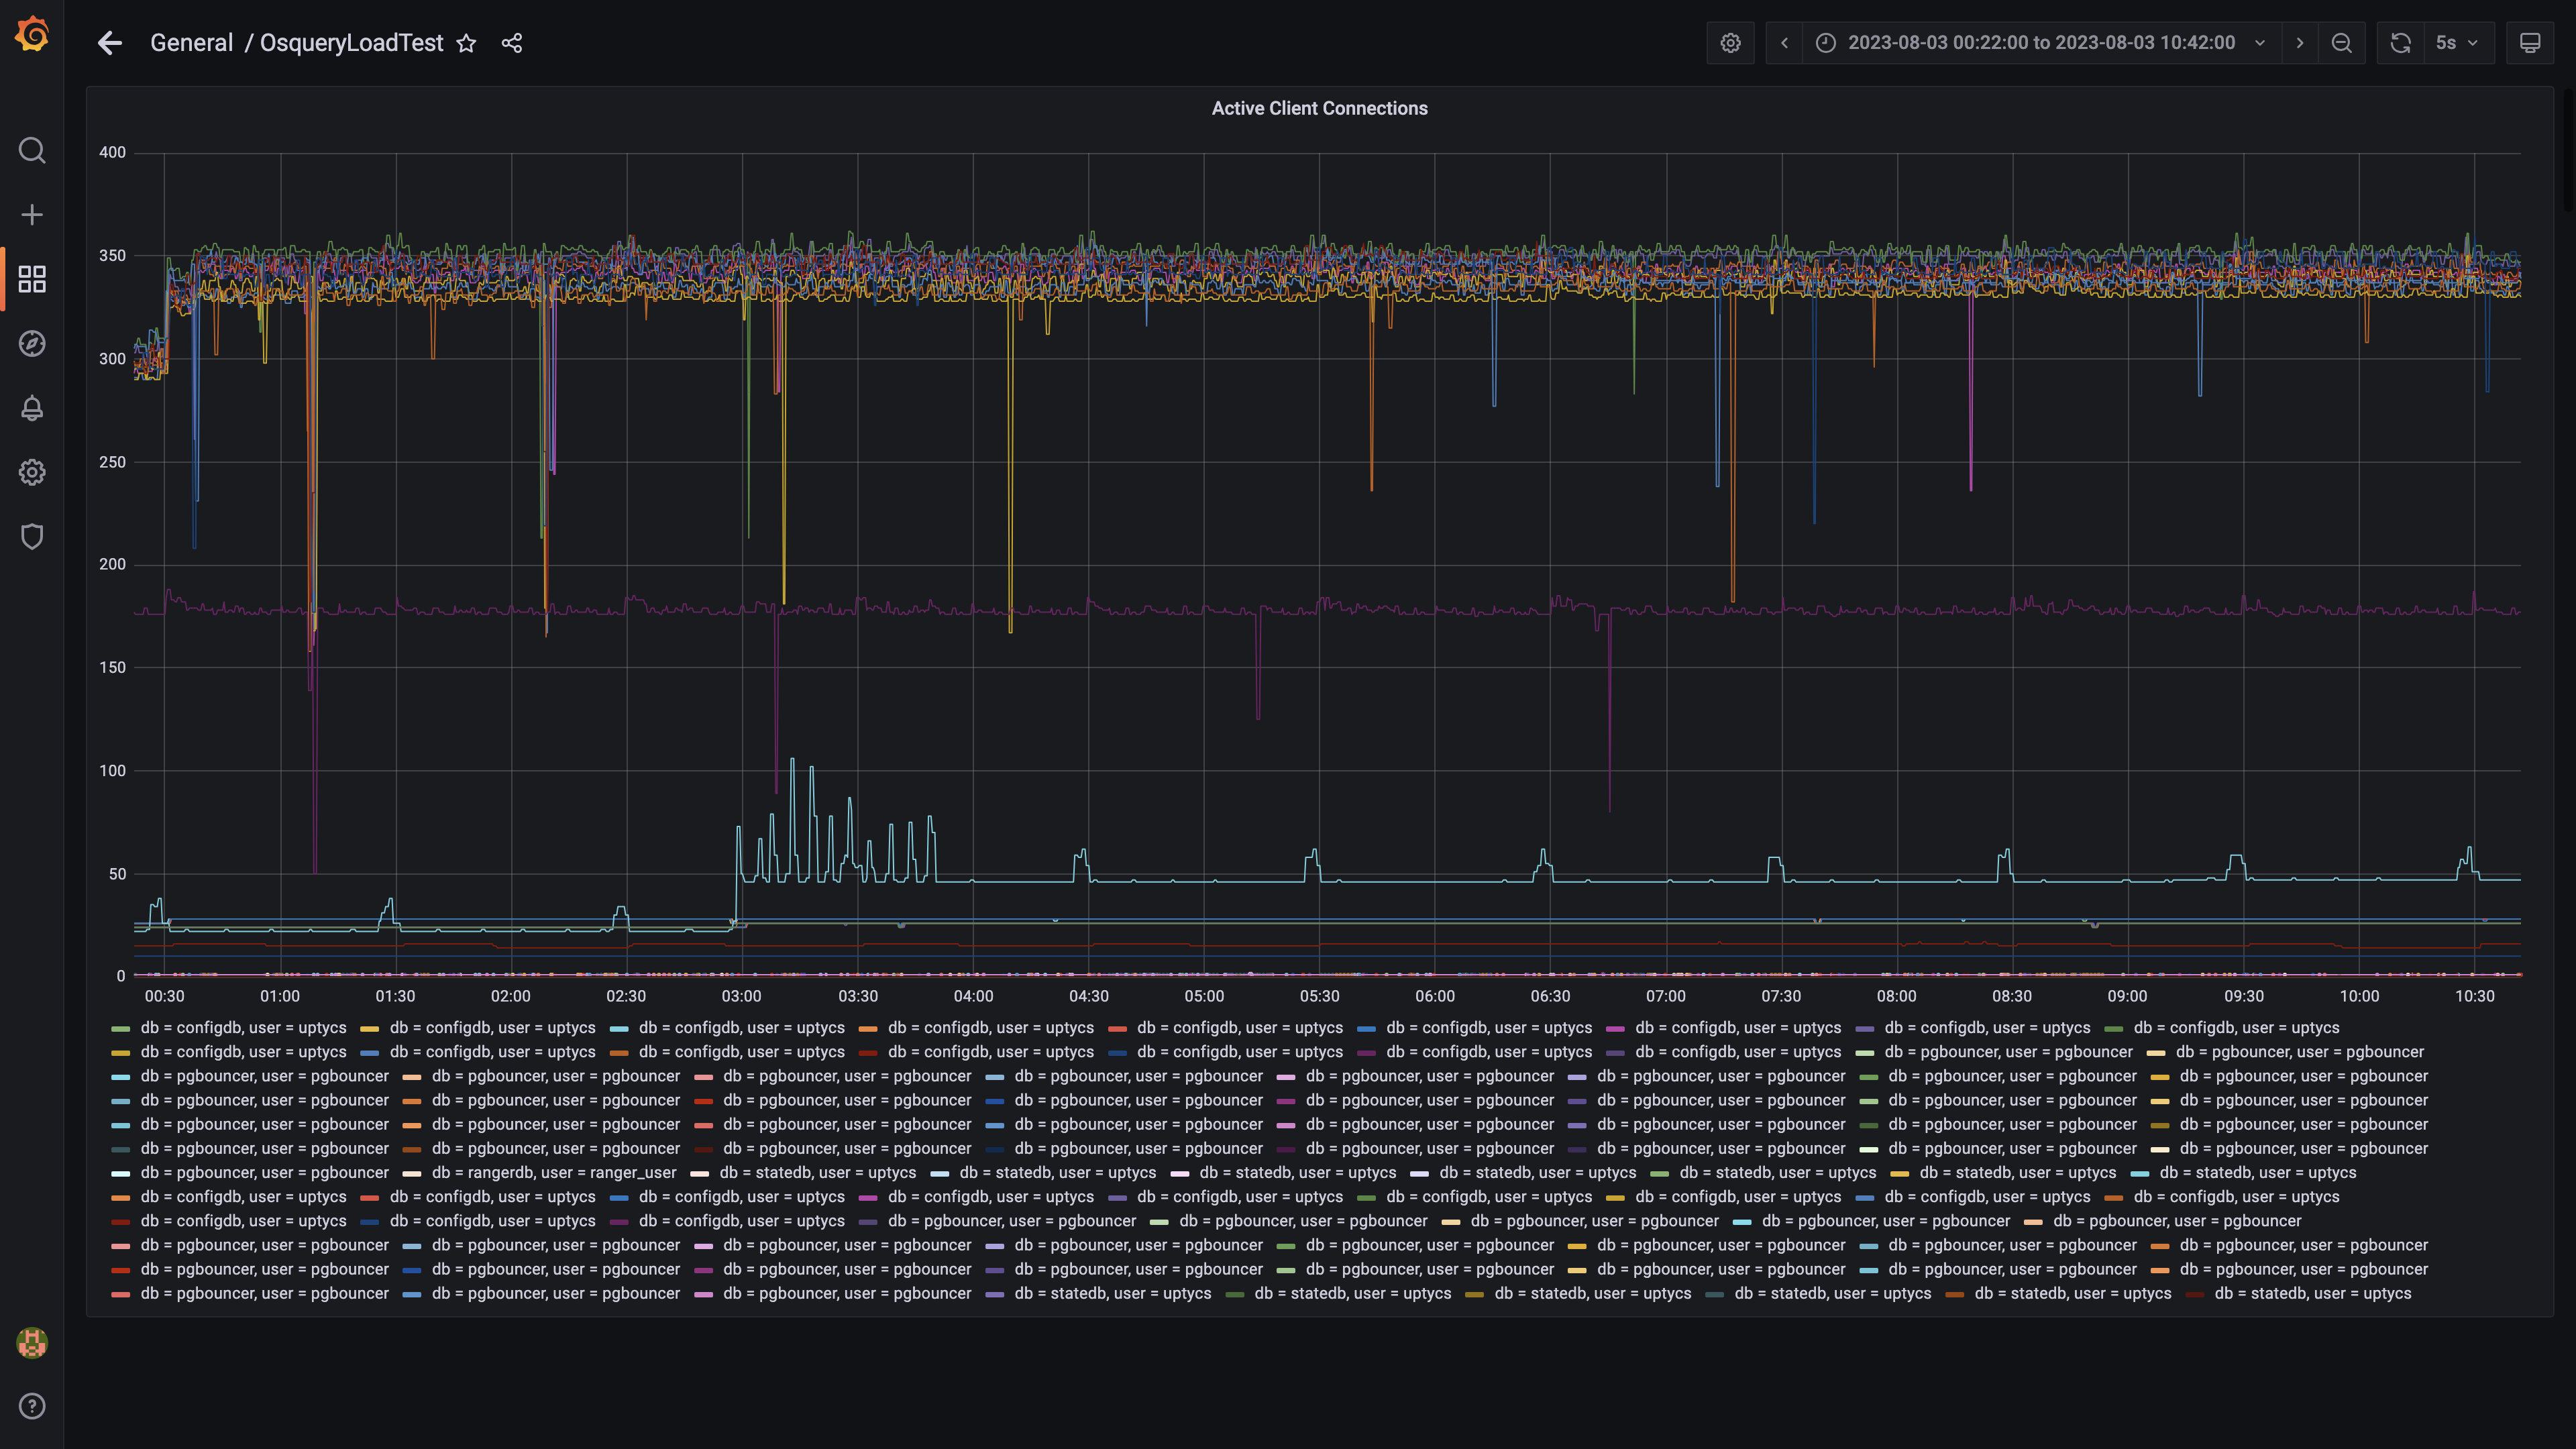 General / OsqueryLoadTest
2023-08-03 00:22:00 to 2023-08-03 10:42:00
5s
Active Client Connections
400
350
300
250
200
150
100
50
0
00:30 01:00 01:30 02:00 02:30 03:00 03:30 04:00 04:30 05:00 05:30 06:00 06:30 07:00 07:30 08:00 08:30 09:00 09:30 10:00 10:30
db = configdb, user = uptycs db = configdb, user = uptycs db = configdb, user = uptycs db = configdb, user = uptycs db = configdb, user = uptycs db = configdb, user = uptycs db = configdb, user = uptycs db = configdb, user = uptycs db = configdb, user = uptycs
db = configdb, user = uptycs db = configdb, user = uptycs db = configdb, user = uptycs db = configdb, user = uptycs db = configdb, user = uptycs db = configdb, user = uptycs db = configdb, user = uptycs db = pgbouncer, user = pgbouncer db = pgbouncer, user = pgbouncer
db = pgbouncer, user = pgbouncer db = pgbouncer, user = pgbouncer db = pgbouncer, user = pgbouncer db = pgbouncer, user = pgbouncer db = pgbouncer, user = pgbouncer db = pgbouncer, user = pgbouncer db = pgbouncer, user = pgbouncer db = pgbouncer, user = pgbouncer
db = pgbouncer, user = pgbouncer db = pgbouncer, user = pgbouncer db = pgbouncer, user = pgbouncer db = pgbouncer, user = pgbouncer db = pgbouncer, user = pgbouncer db = pgbouncer, user = pgbouncer db = pgbouncer, user = pgbouncer db = pgbouncer, user = pgbouncer
db = pgbouncer, user = pgbouncer db = pgbouncer, user = pgbouncer db = pgbouncer, user = pgbouncer db = pgbouncer, user = pgbouncer db = pgbouncer, user = pgbouncer db = pgbouncer, user = pgbouncer db = pgbouncer, user = pgbouncer db = pgbouncer, user = pgbouncer
db = pgbouncer, user = pgbouncer db = pgbouncer, user = pgbouncer db = pgbouncer, user = pgbouncer db = pgbouncer, user = pgbouncer db = pgbouncer, user = pgbouncer db = pgbouncer, user = pgbouncer db = pgbouncer, user = pgbouncer db = pgbouncer, user = pgbouncer
db = pgbouncer, user = pgbouncer db = rangerdb, user = ranger_user db = statedb, user = uptycs db = statedb, user = uptycs db = statedb, user = uptycs db = statedb, user = uptycs db = statedb, user = uptycs db = statedb, user = uptycs db = statedb, user = uptycs
db = configdb, user = uptycs db = configdb, user = uptycs db = configdb, user = uptycs db = configdb, user = uptycs db = configdb, user = uptycs db = configdb, user = uptycs db = configdb, user = uptycs db = configdb, user = uptycs db = configdb, user = uptycs
db = configdb, user = uptycs db = configdb, user = uptycs db = configdb, user = uptycs db = pgbouncer, user = pgbouncer db = pgbouncer, user = pgbouncer db = pgbouncer, user = pgbouncer db = pgbouncer, user = pgbouncer db = pgbouncer, user = pgbouncer
db = pgbouncer, user = pgbouncer db = pgbouncer, user = pgbouncer db = pgbouncer, user = pgbouncer db = pgbouncer, user = pgbouncer db = pgbouncer, user = pgbouncer db = pgbouncer, user = pgbouncer db = pgbouncer, user = pgbouncer db = pgbouncer, user = pgbouncer
db = pgbouncer, user = pgbouncer db = pgbouncer, user = pgbouncer db = pgbouncer, user = pgbouncer db = pgbouncer, user = pgbouncer db = pgbouncer, user = pgbouncer db = pgbouncer, user = pgbouncer db = pgbouncer, user = pgbouncer db = pgbouncer, user = pgbouncer
db = pgbouncer, user = pgbouncer db = pgbouncer, user = pgbouncer db = pgbouncer, user = pgbouncer db = statedb, user = uptycs db = statedb, user = uptycs db = statedb, user = uptycs db = statedb, user = uptycs db = statedb, user = uptycs db = statedb, user = uptycs